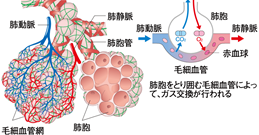 肺動脈
肺静脈
肺胞管
毛細血管網
肺胞
肺動脈
肺胞
肺静脈
O₂
CO₂
赤血球
毛細血管
肺胞をとり囲む毛細血管によっ
て、ガス交換が行われる